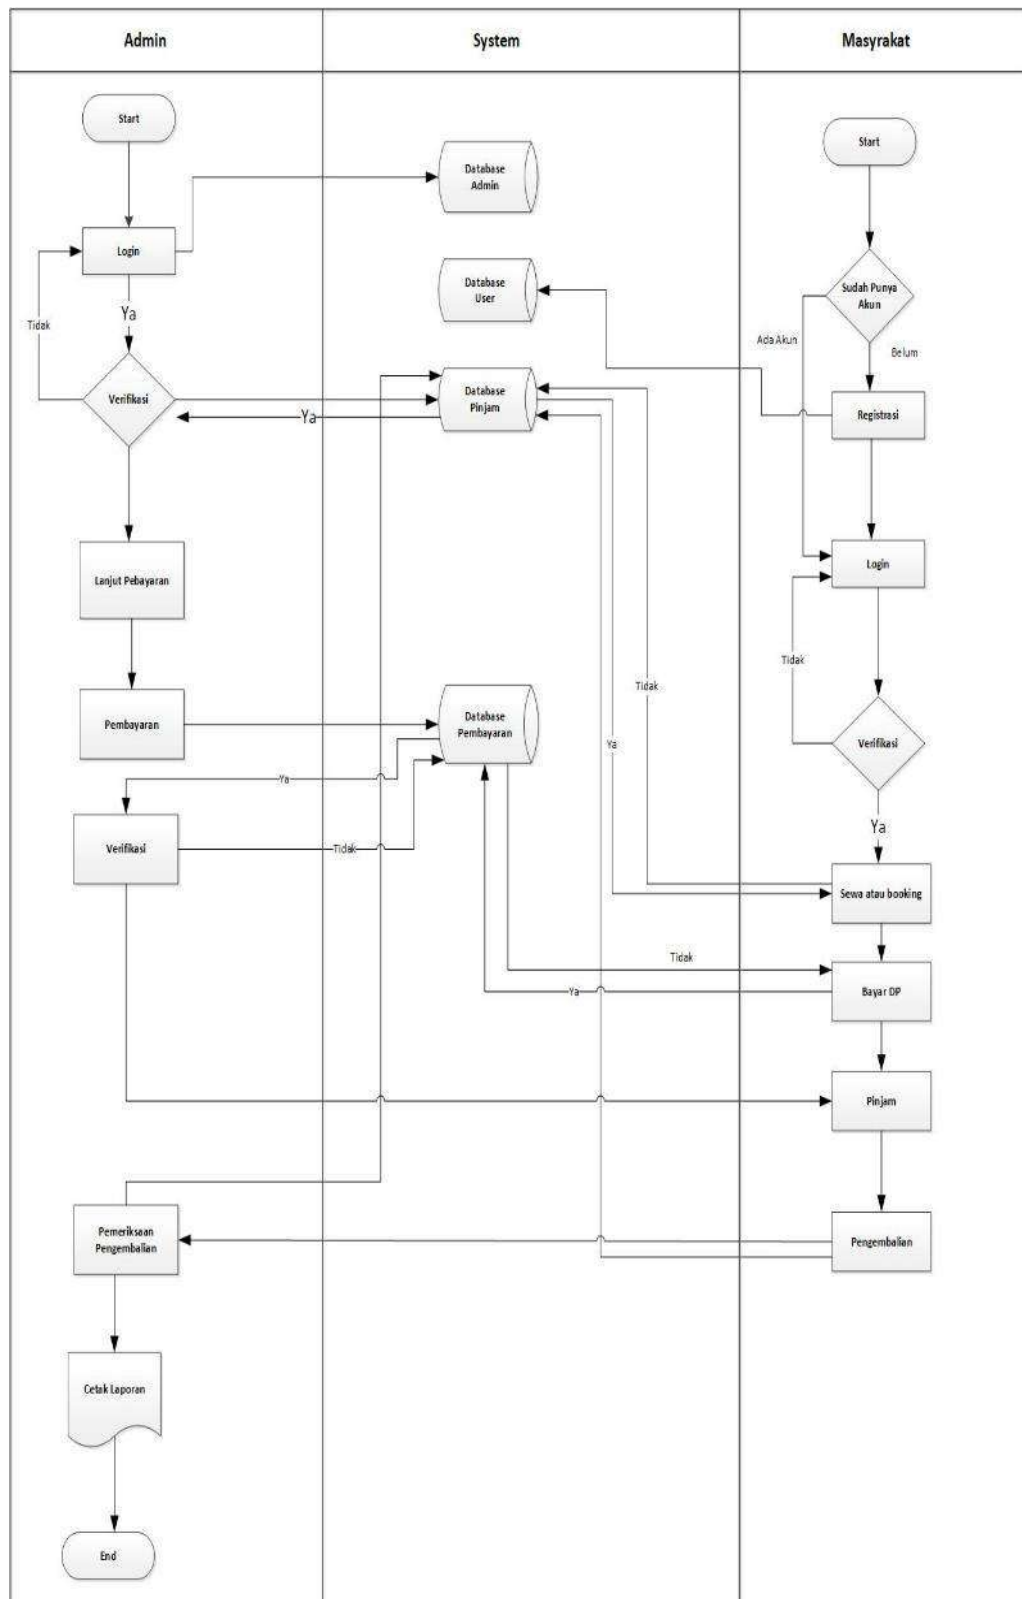 Admin
System
Masyrakat
Start
Start
Database
Admin
Login
Database
User
Sudah Punya
Akun
Ya
Tidak
Ada Akun
Belum
Verifikasi
Database
Pinjam
Ya
Registrasi
Lanjut Pebayaran
Login
Tidak
Tidak
Pembayaran
Database
Pembayaran
Ya
Verifikasi
Ya
Ya
Verifikasi
Tidak
Sewa atau booking
Tidak
Ya
Bayar DP
Pinjam
Pemeriksaan
Pengembalian
Pengembalian
Cetak Laporan
End